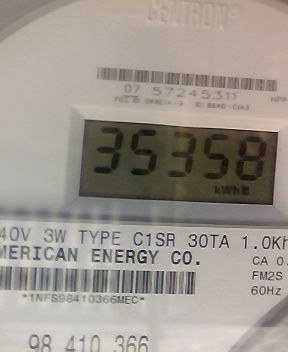 CENTRON®
07 57245311
35358
kWh
40V 3W TYPE C1SR 30TA 1.0Kh
MERICAN ENERGY CO.
CA 0.
FM2S
*1NFS98410366MEC*
60Hz
98 410 366